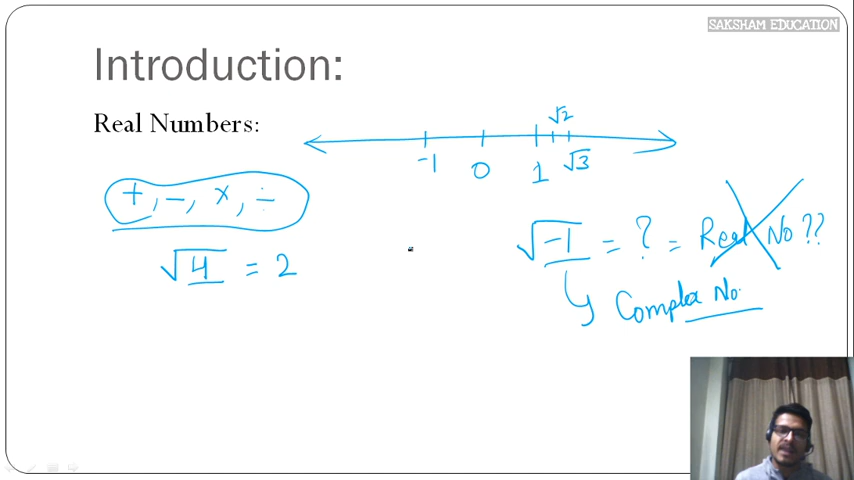 SAKSHAM EDUCATION
Introduction:
Real Numbers:
-1 0 1 √2 √3
+, -, ×, ÷
√4 = 2
√-1 = ? = Real No ??
Complex No.